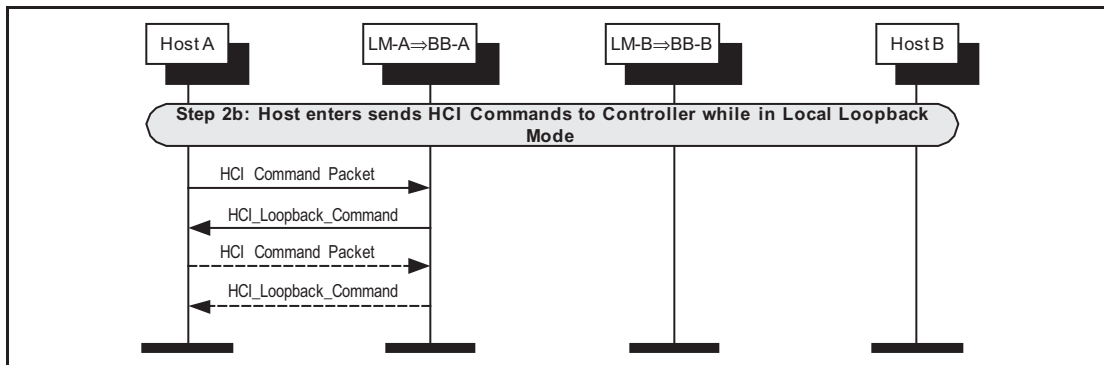 Host A
LM-A⇒BB-A
LM-B⇒BB-B
Host B
Step 2b: Host enters sends HCI Commands to Controller while in Local Loopback
Mode
HCI Command Packet
HCI_Loopback_Command
HCI Command Packet
HCI_Loopback_Command